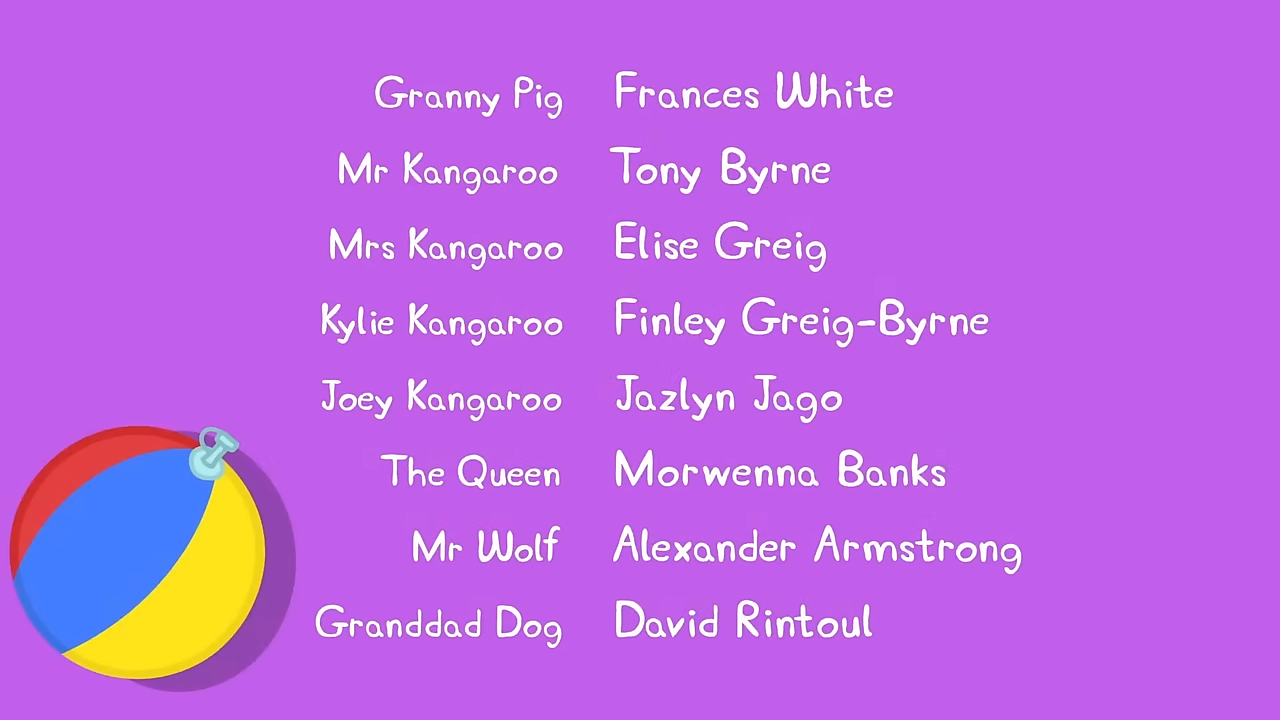 Granny Pig Frances White
Mr Kangaroo Tony Byrne
Mrs Kangaroo Elise Greig
Kylie Kangaroo Finley Greig-Byrne
Joey Kangaroo Jazlyn Jago
The Queen Morwenna Banks
Mr Wolf Alexander Armstrong
Granddad Dog David Rintoul